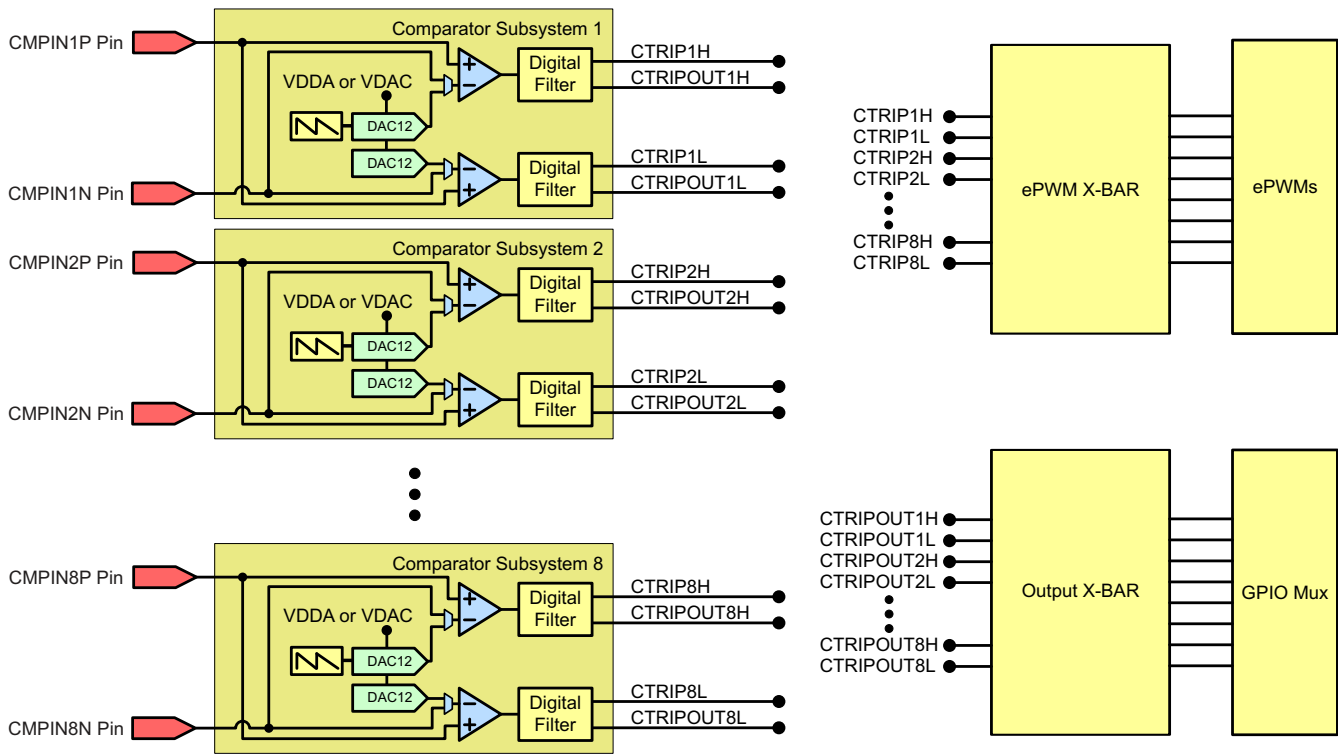 Comparator Subsystem 1
CMPIN1P Pin
VDDA or VDAC
DAC12
DAC12
+
−
−
+
Digital
Filter
Digital
Filter
CTRIP1H
CTRIPOUT1H
CTRIP1L
CTRIPOUT1L
CMPIN1N Pin
Comparator Subsystem 2
CMPIN2P Pin
VDDA or VDAC
DAC12
DAC12
+
−
−
+
Digital
Filter
Digital
Filter
CTRIP2H
CTRIPOUT2H
CTRIP2L
CTRIPOUT2L
CMPIN2N Pin
Comparator Subsystem 8
CMPIN8P Pin
VDDA or VDAC
DAC12
DAC12
+
−
−
+
Digital
Filter
Digital
Filter
CTRIP8H
CTRIPOUT8H
CTRIP8L
CTRIPOUT8L
CMPIN8N Pin
CTRIP1H
CTRIP1L
CTRIP2H
CTRIP2L
CTRIP8H
CTRIP8L
ePWM X-BAR
ePWMs
CTRIPOUT1H
CTRIPOUT1L
CTRIPOUT2H
CTRIPOUT2L
CTRIPOUT8H
CTRIPOUT8L
Output X-BAR
GPIO Mux